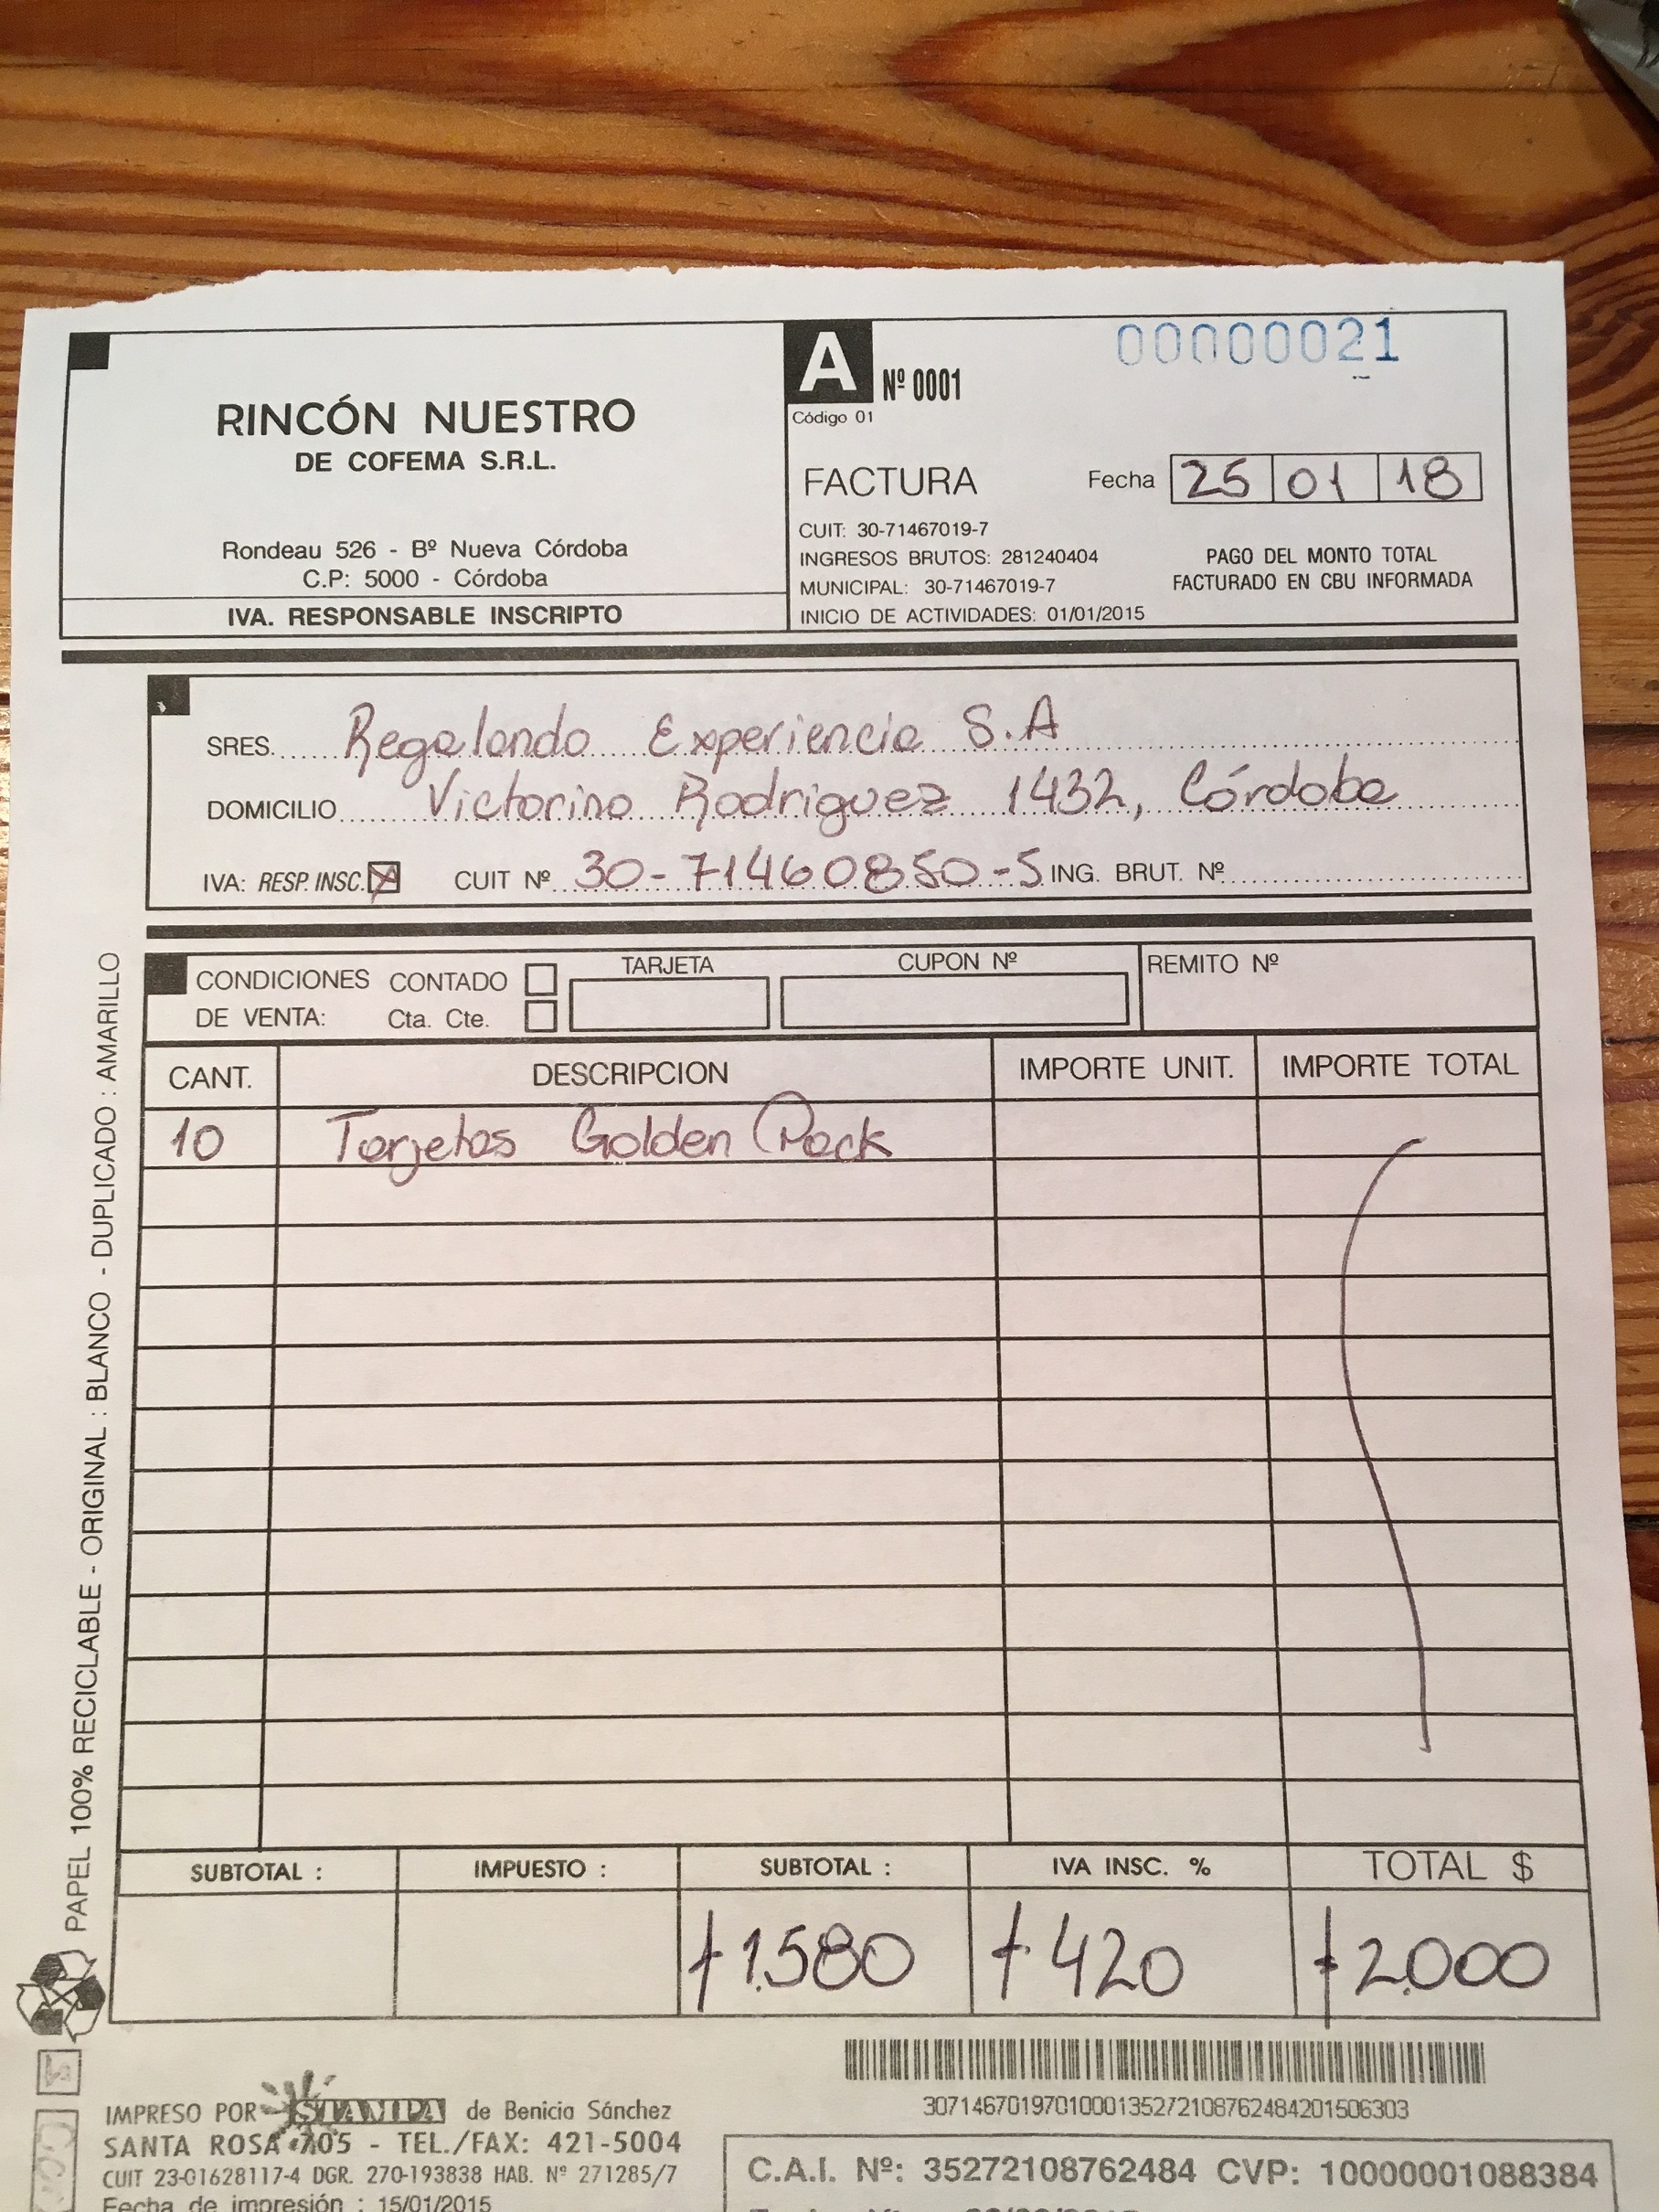 RINCÓN NUESTRO
DE COFEMA S.R.L.
Rondeau 526 - Bº Nueva Córdoba
C.P: 5000 - Córdoba
IVA. RESPONSABLE INSCRIPTO
A
Código 01
Nº 0001
00000021
FACTURA
Fecha 25 01 18
CUIT: 30-71467019-7
INGRESOS BRUTOS: 281240404
MUNICIPAL: 30-71467019-7
INICIO DE ACTIVIDADES: 01/01/2015
PAGO DEL MONTO TOTAL
FACTURADO EN CBU INFORMADA
SRES. Regalando Experiencia S.A
DOMICILIO Victorino Rodriguez 1432, Córdoba
IVA: RESP. INSC. X CUIT Nº 30-71460850-5 ING. BRUT. Nº
CONDICIONES DE VENTA: CONTADO
Cta. Cte.
TARJETA
CUPON Nº
REMITO Nº
CANT. DESCRIPCION IMPORTE UNIT. IMPORTE TOTAL
10 Tarjetas Golden Pack
SUBTOTAL : IMPUESTO : SUBTOTAL : IVA INSC. % TOTAL $
1.580 420 2.000
IMPRESO POR STAMPA de Benicio Sánchez
SANTA ROSA 705 - TEL./FAX: 421-5004
CUIT 23-01628117-4 DGR. 270-193838 HAB. Nº 271285/7
Fecha de impresión : 15/01/2015
3071467019701000135272108762484201506303
C.A.I. Nº: 35272108762484 CVP: 1000001088384
PAPEL 100% RECICLABLE - ORIGINAL : BLANCO - DUPLICADO : AMARILLO